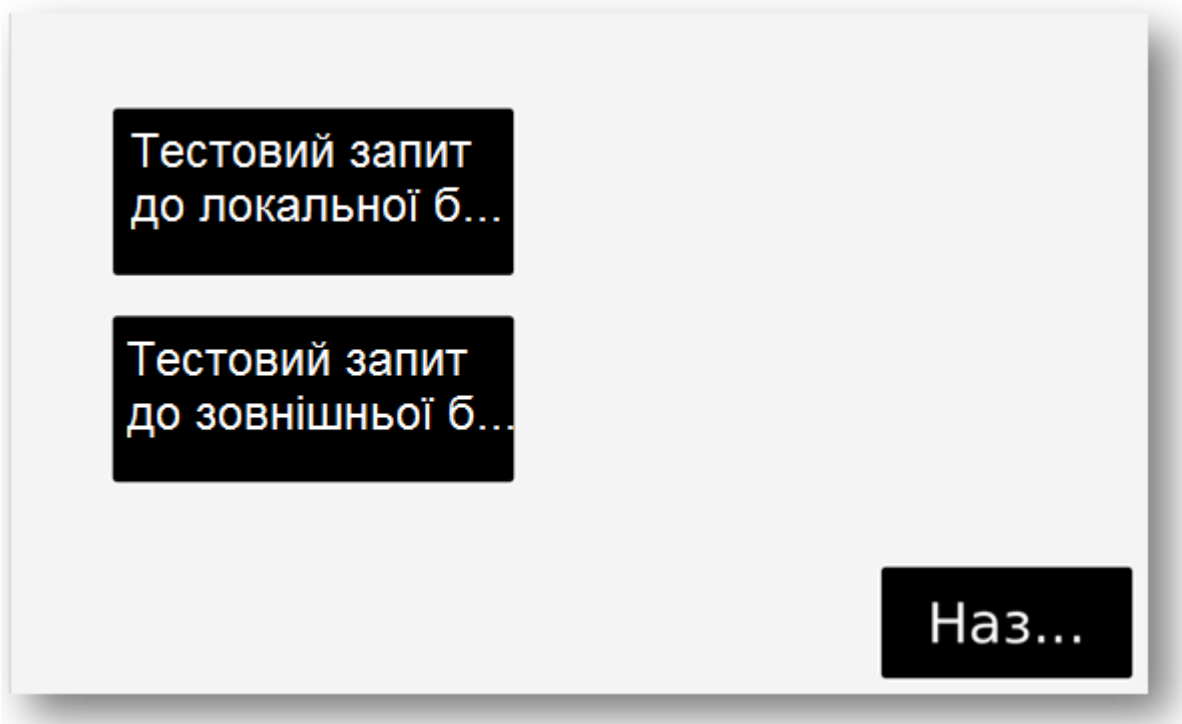 Тестовий запит
до локальної б...
Тестовий запит
до зовнішньої б...
Наз...